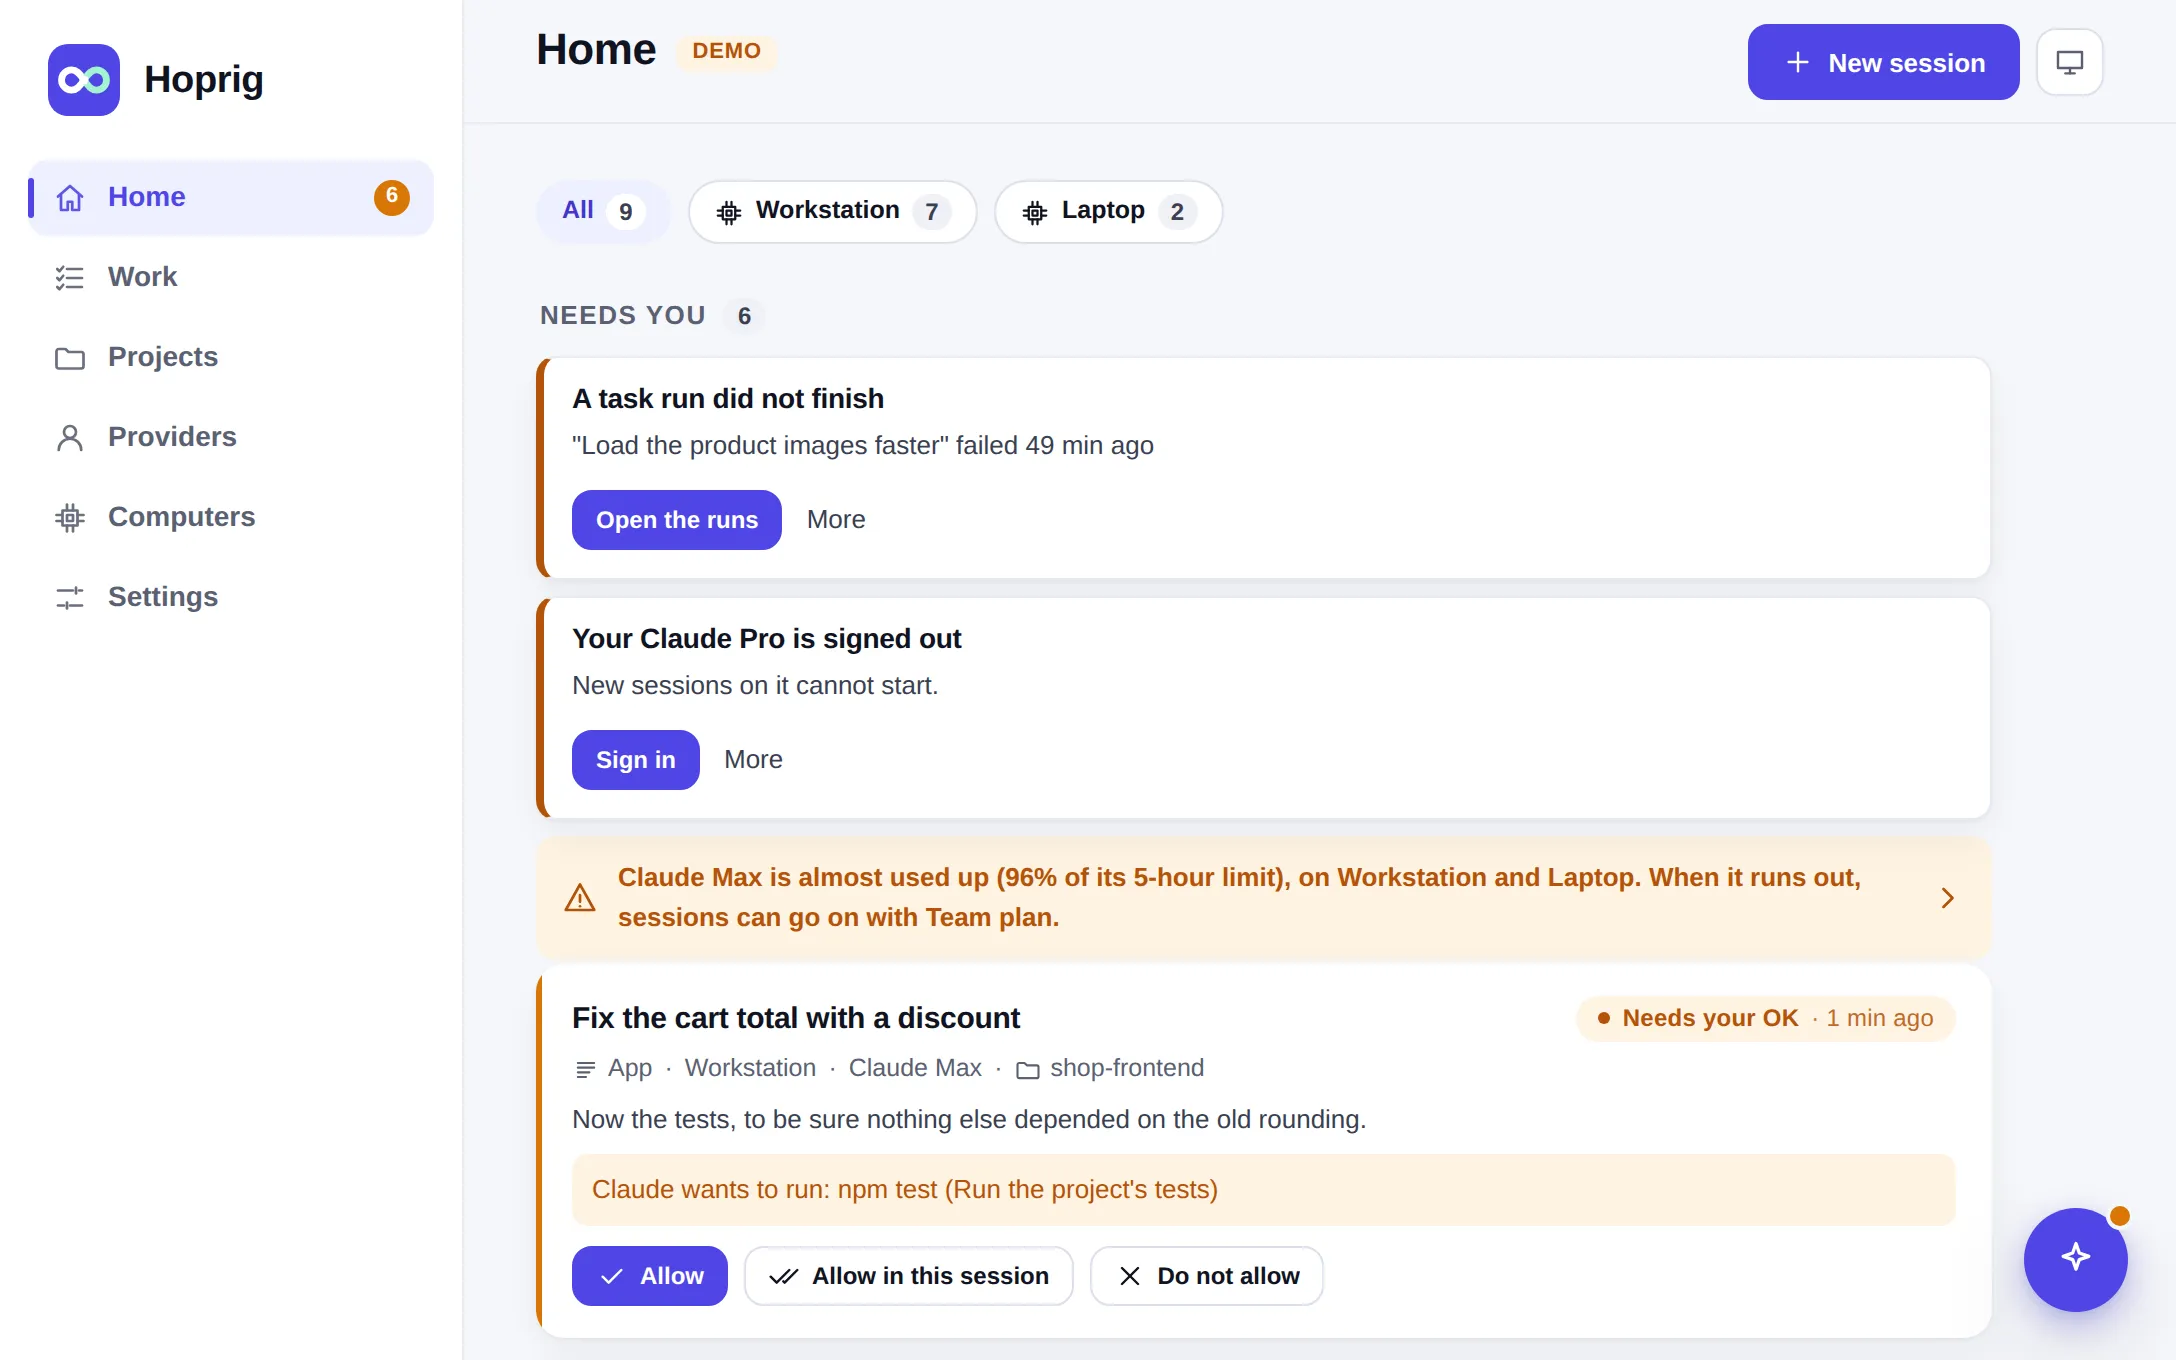 Hoprig
Home 6
Work
Projects
Providers
Computers
Settings
Home DEMO
New session
All 9 Workstation 7 Laptop 2
NEEDS YOU 6
A task run did not finish
"Load the product images faster" failed 49 min ago
Open the runs More
Your Claude Pro is signed out
New sessions on it cannot start.
Sign in More
Claude Max is almost used up (96% of its 5-hour limit), on Workstation and Laptop. When it runs out,
sessions can go on with Team plan.
Fix the cart total with a discount
Needs your OK · 1 min ago
App · Workstation · Claude Max · shop-frontend
Now the tests, to be sure nothing else depended on the old rounding.
Claude wants to run: npm test (Run the project's tests)
Allow Allow in this session Do not allow